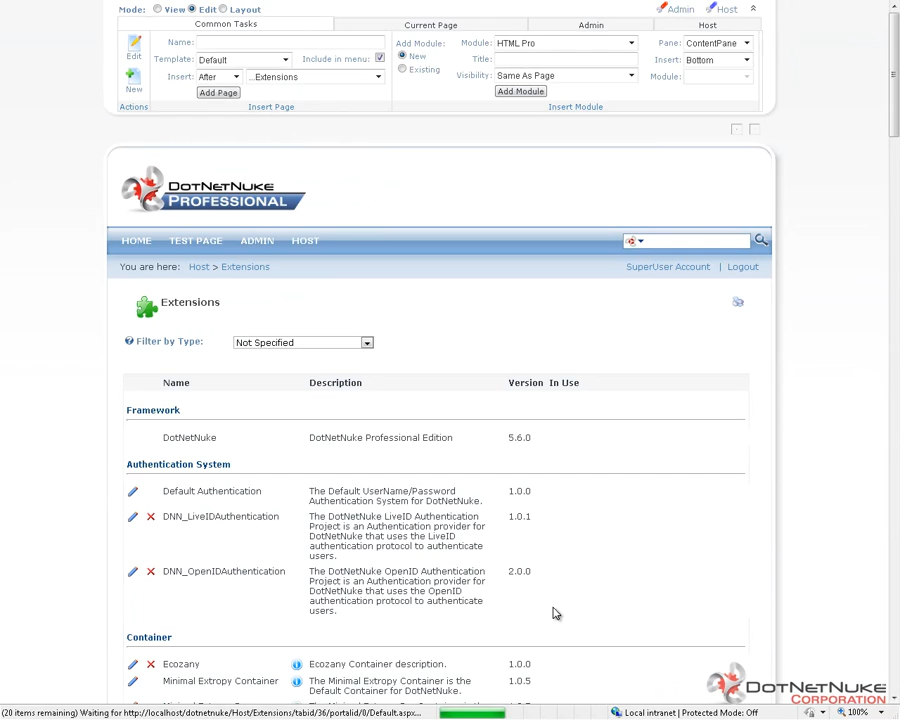 Mode: View Edit Layout
Admin Host
Common Tasks Current Page Admin Host
Edit
New
Actions
Name:
Template: Default Include in menu:
Insert: After ...Extensions
Add Page
Insert Page
Add Module: Module: HTML Pro Pane: ContentPane
New Title: Insert: Bottom
Existing Visibility: Same As Page Module: -
Add Module
Insert Module
DOTNETNUKE
PROFESSIONAL
HOME TEST PAGE ADMIN HOST
You are here: Host > Extensions
SuperUser Account | Logout
Extensions
Filter by Type: Not Specified
Name Description Version In Use
Framework
DotNetNuke DotNetNuke Professional Edition 5.6.0
Authentication System
Default Authentication The Default UserName/Password 1.0.0
Authentication System for DotNetNuke.
DNN_LiveIDAuthentication The DotNetNuke LiveID Authentication 1.0.1
Project is an Authentication provider for
DotNetNuke that uses the LiveID
authentication protocol to authenticate
users.
DNN_OpenIDAuthentication The DotNetNuke OpenID Authentication 2.0.0
Project is an Authentication provider for
DotNetNuke that uses the OpenID
authentication protocol to authenticate
users.
Container
Ecozany Ecozany Container description. 1.0.0
Minimal Extropy Container The Minimal Extropy Container is the 1.0.5
Default Container for DotNetNuke.
DOTNETNUKE
CORPORATION
(20 items remaining) Waiting for http://localhost/dotnetnuke/Host/Extensions/tabid/36/portalid/0/Default.aspx...
Local intranet | Protected Mode: Off
100%